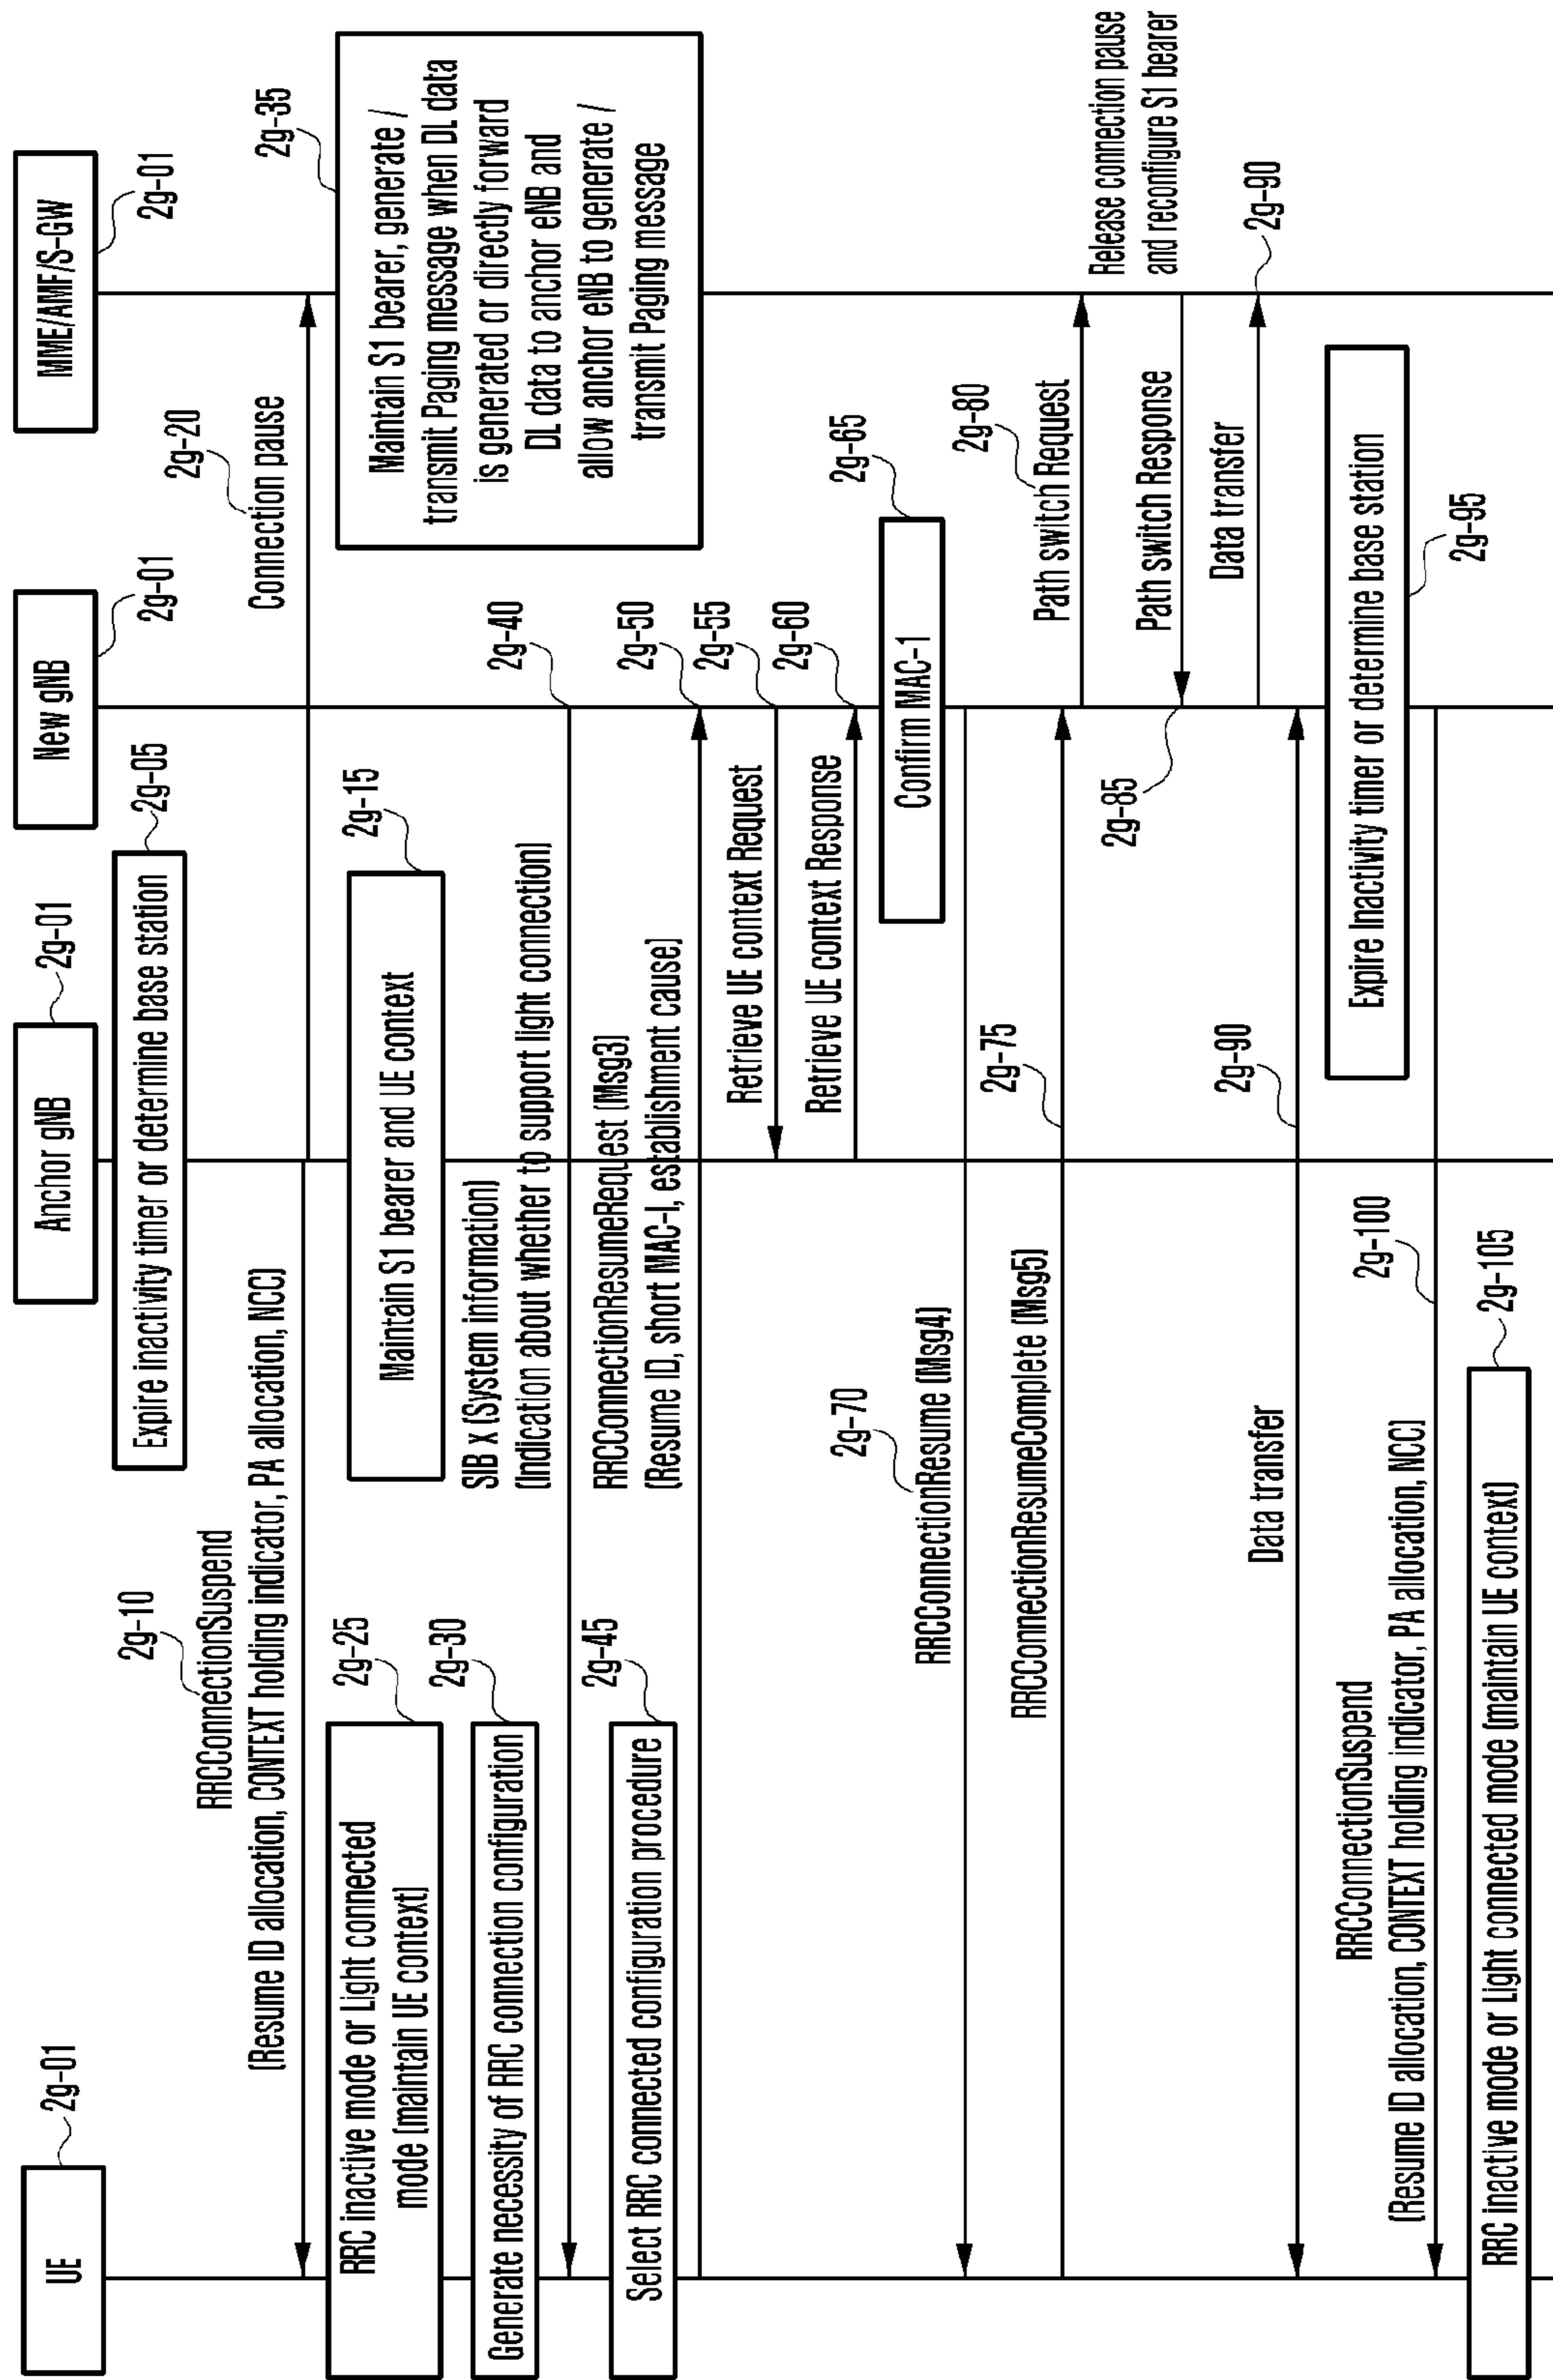 UE
2g-01
Anchor gNB
2g-01
New gNB
2g-01
MME/AMF/S-GW
2g-01
Expire inactivity timer or determine base station
2g-05
2g-10
RRCConnectionSuspend
(Resume ID allocation, CONTEXT holding indicator, PA allocation, NCC)
2g-20
Connection pause
RRC inactive mode or Light connected
mode (maintain UE context)
2g-25
Maintain S1 bearer and UE context
2g-15
Maintain S1 bearer, generate /
transmit Paging message when DL data
is generated or directly forward
DL data to anchor eNB and
allow anchor eNB to generate /
transmit Paging message
2g-35
Generate necessity of RRC connection configuration
2g-30
SIB x (System information)
(Indication about whether to support light connection)
2g-40
Select RRC connected configuration procedure
2g-45
RRCConnectionResumeRequest (Msg3)
(Resume ID, short MAC-I, establishment cause)
2g-50
Retrieve UE context Request
2g-55
Retrieve UE context Response
2g-60
Confirm MAC-1
2g-65
2g-70
RRCConnectionResume (Msg4)
RRCConnectionResumeComplete (Msg5)
2g-75
2g-80
Path switch Request
Release connection pause
and reconfigure S1 bearer
Path switch Response
2g-85
Data transfer
2g-90
Data transfer
2g-90
Expire Inactivity timer or determine base station
2g-95
RRCConnectionSuspend
(Resume ID allocation, CONTEXT holding indicator, PA allocation, NCC)
2g-100
RRC inactive mode or Light connected mode (maintain UE context)
2g-105